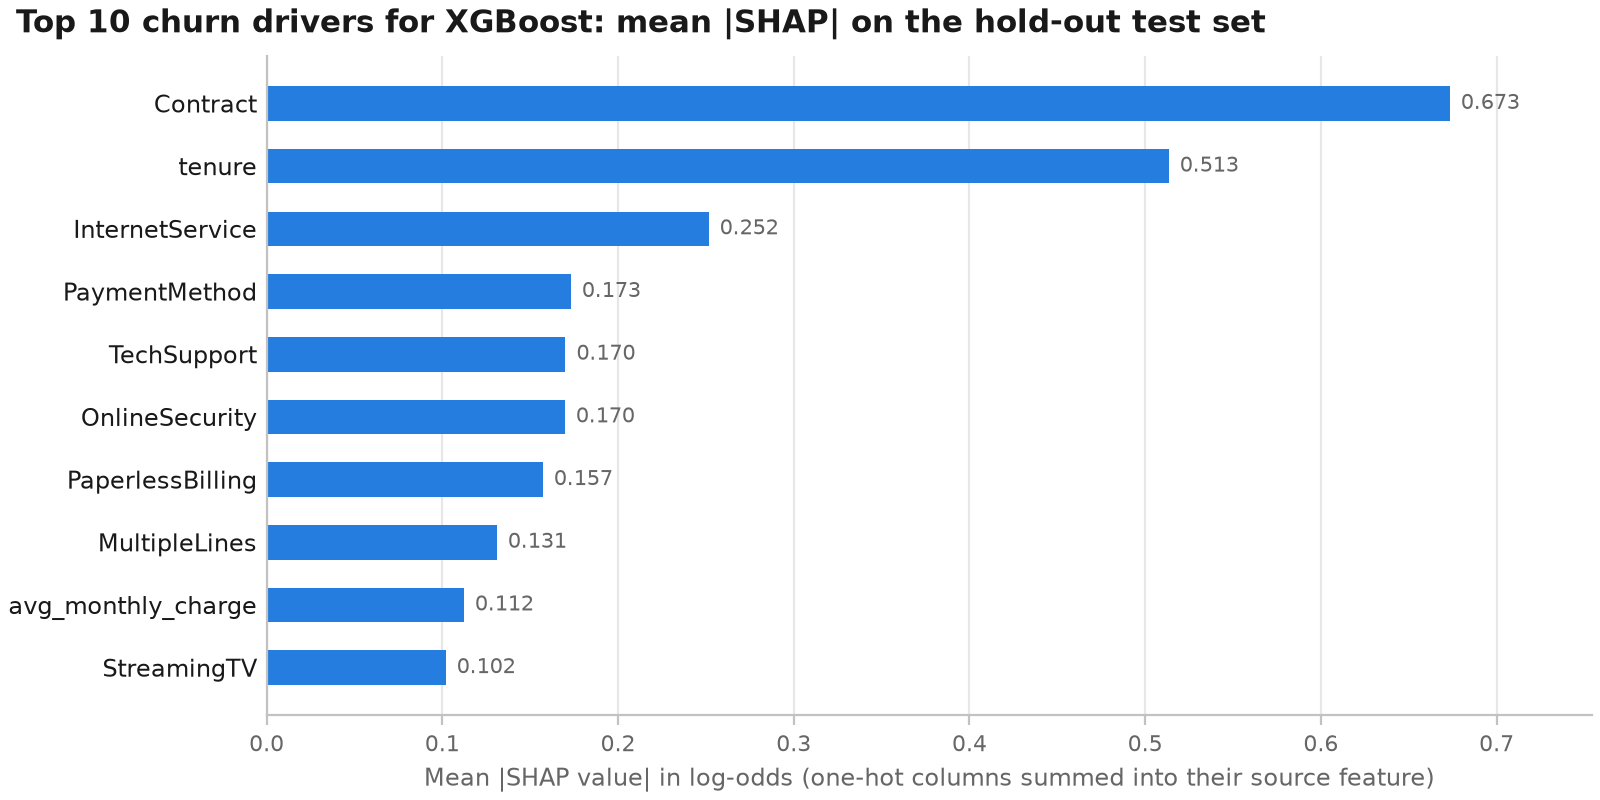 Top 10 churn drivers for XGBoost: mean |SHAP| on the hold-out test set
Contract 0.673
tenure 0.513
InternetService 0.252
PaymentMethod 0.173
TechSupport 0.170
OnlineSecurity 0.170
PaperlessBilling 0.157
MultipleLines 0.131
avg_monthly_charge 0.112
StreamingTV 0.102
0.0 0.1 0.2 0.3 0.4 0.5 0.6 0.7
Mean |SHAP value| in log-odds (one-hot columns summed into their source feature)